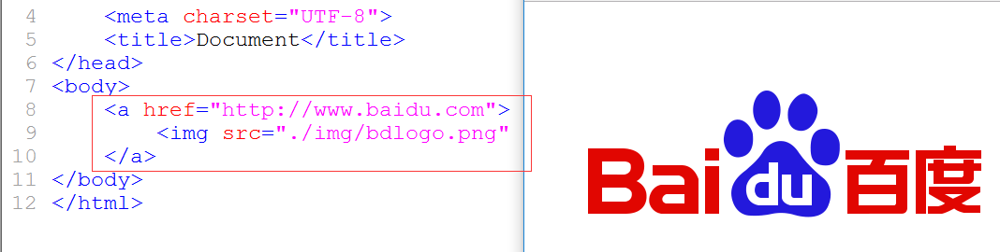 4 <meta charset="UTF-8">
5 <title>Document</title>
6 </head>
7 <body>
8 <a href="http://www.baidu.com">
9 <img src="./img/bdlogo.png"
10 </a>
11 </body>
12 </html>
Bai du 百度